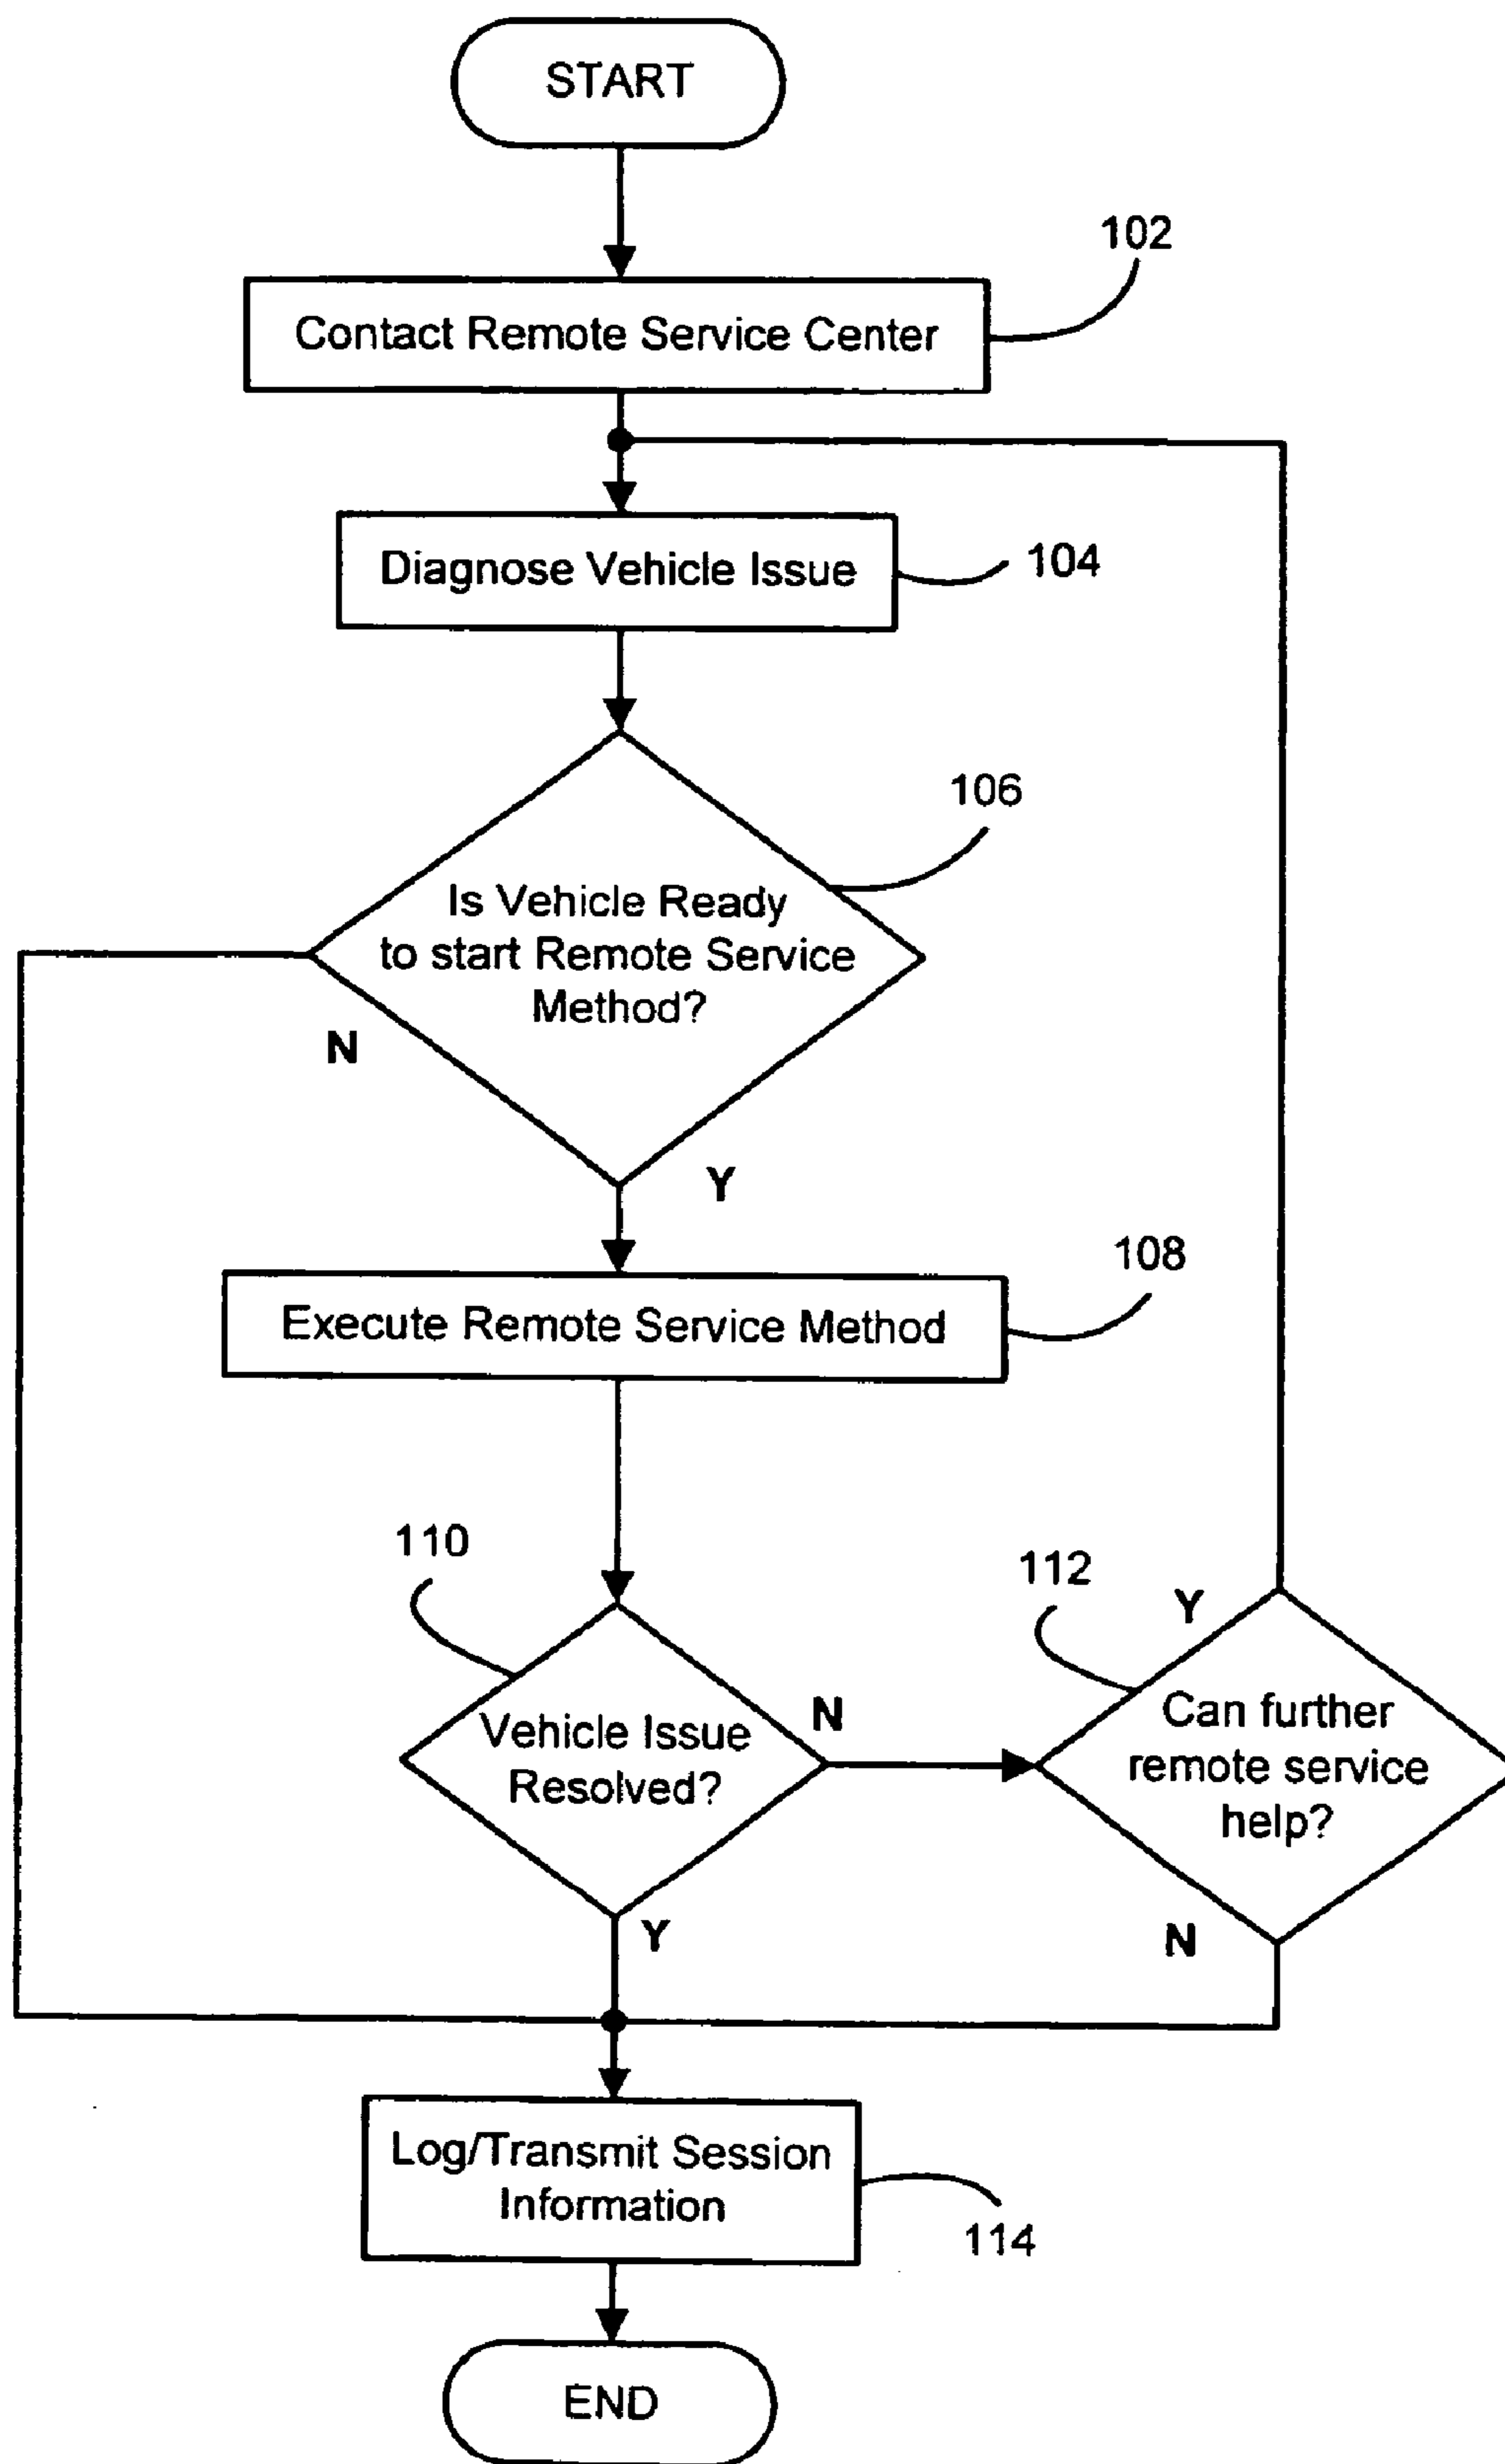 START
102
Contact Remote Service Center
Diagnose Vehicle Issue
104
106
Is Vehicle Ready
to start Remote Service
Method?
N
Y
108
Execute Remote Service Method
110
112
Y
Vehicle Issue
Resolved?
N
Can further
remote service
help?
Y
N
Log/Transmit Session
Information
114
END